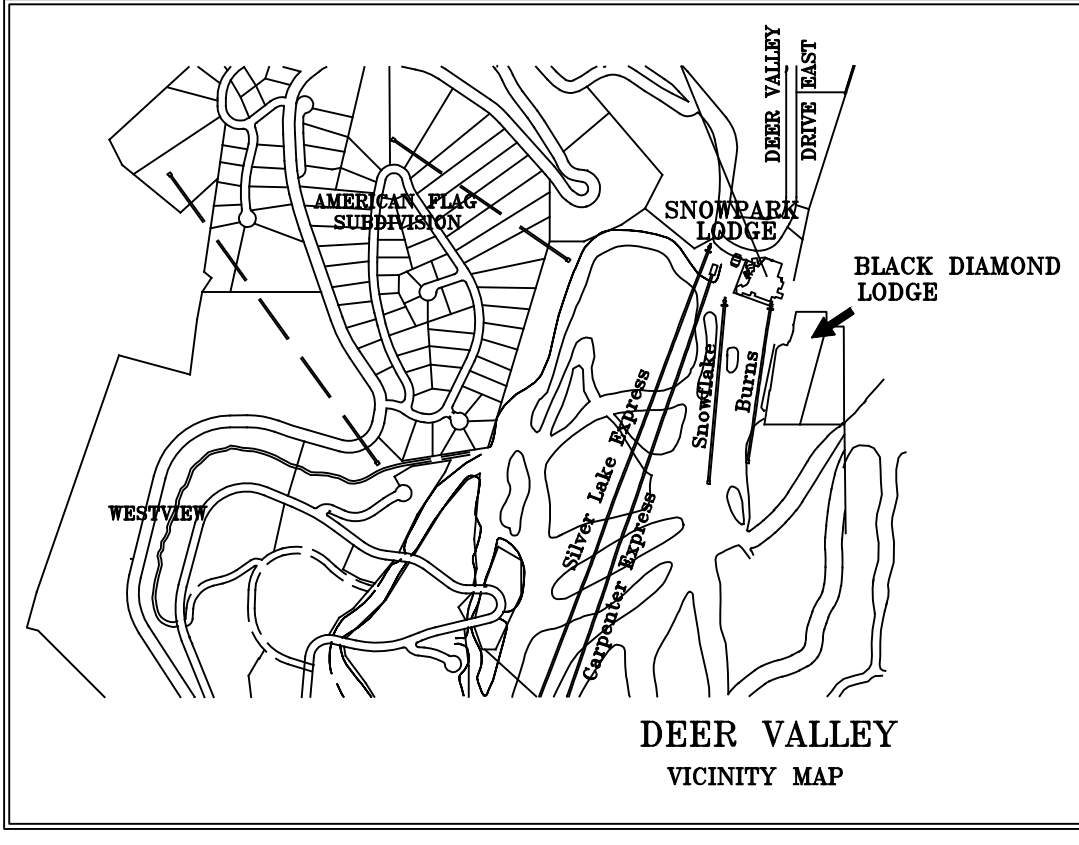 DEER VALLEY
DRIVE EAST
AMERICAN FLAG
SUBDIVISION
SNOWPARK
LODGE
BLACK DIAMOND
LODGE
Silver Lake Express
Carpenter Express
Snowflake
Burns
WESTVIEW
DEER VALLEY
VICINITY MAP